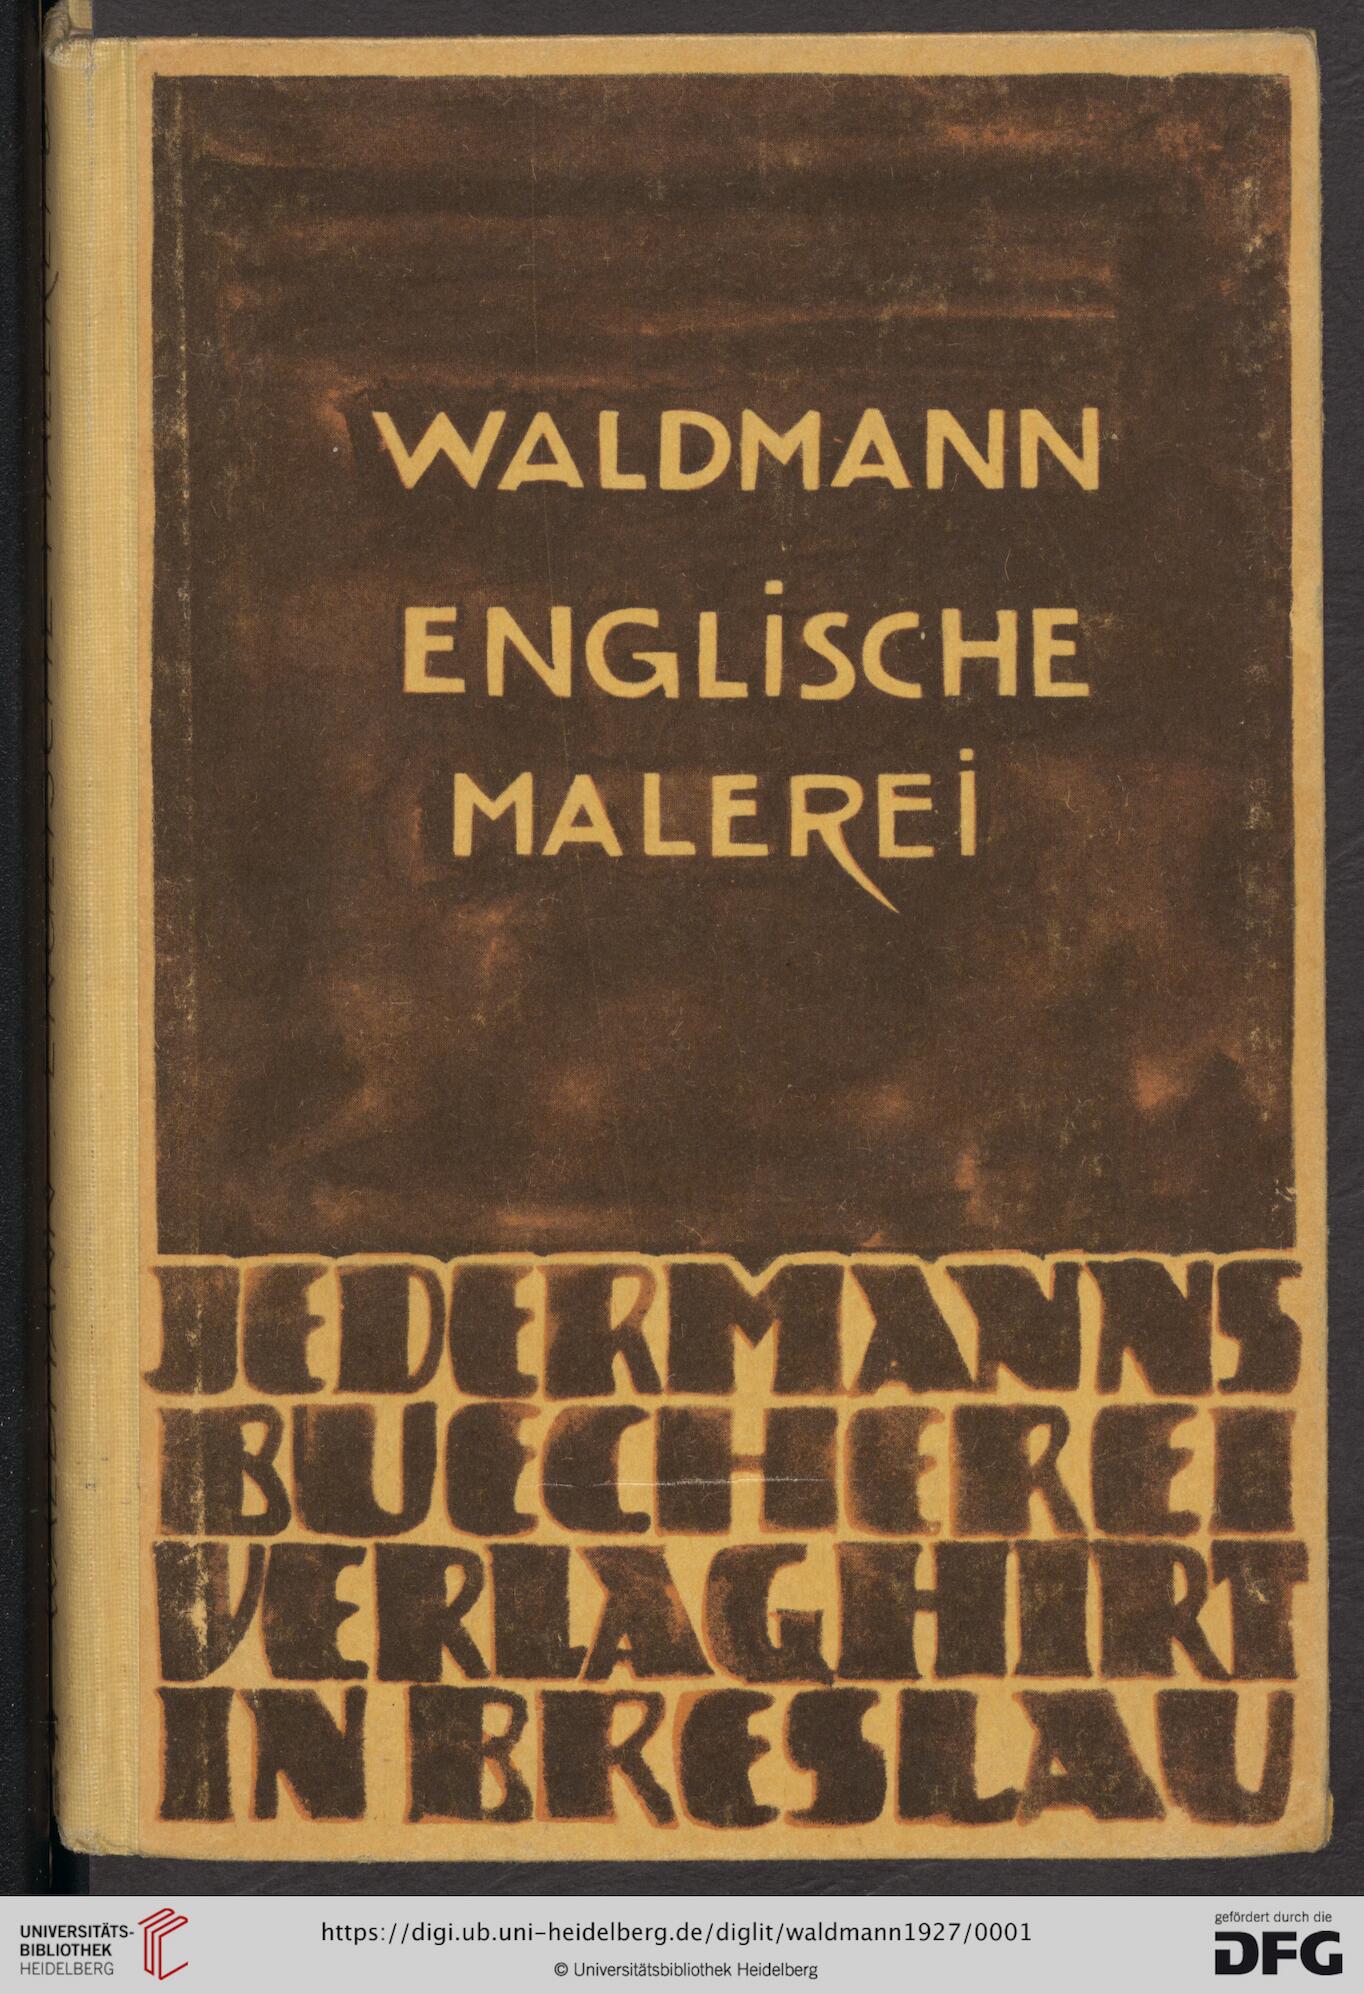 WALDMANN
ENGLiSCHE
MALEREi
JEDERMANNS
BUECHEREI
VERLAG HIRT
IN BRESLAU
UNIVERSITÄTS-
BIBLIOTHEK
HEIDELBERG
https://digi.ub.uni-heidelberg.de/diglit/waldmann1927/0001
© Universitätsbibliothek Heidelberg
gefördert durch die
DFG